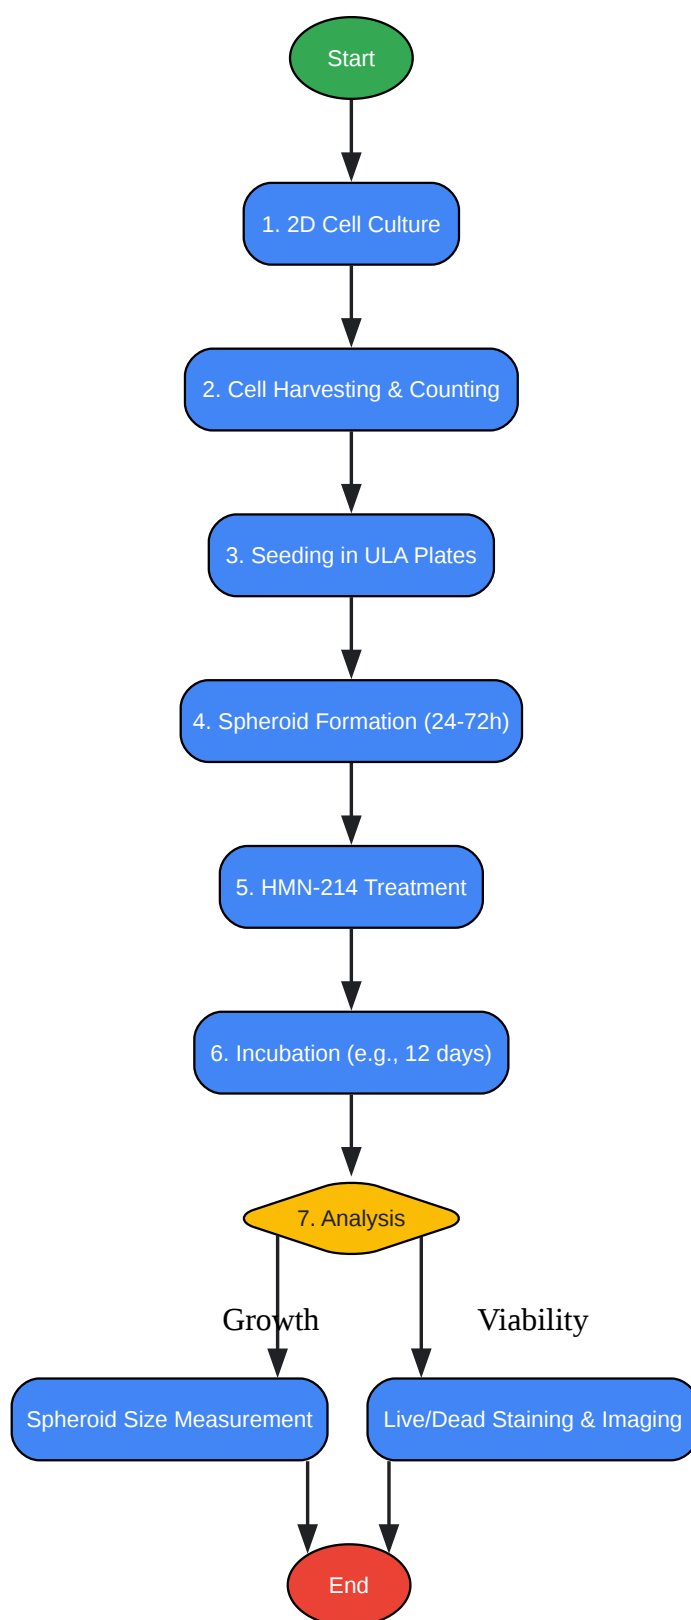 Start
1. 2D Cell Culture
2. Cell Harvesting & Counting
3. Seeding in ULA Plates
4. Spheroid Formation (24-72h)
5. HMN-214 Treatment
6. Incubation (e.g., 12 days)
7. Analysis
Growth
Viability
Spheroid Size Measurement
Live/Dead Staining & Imaging
End